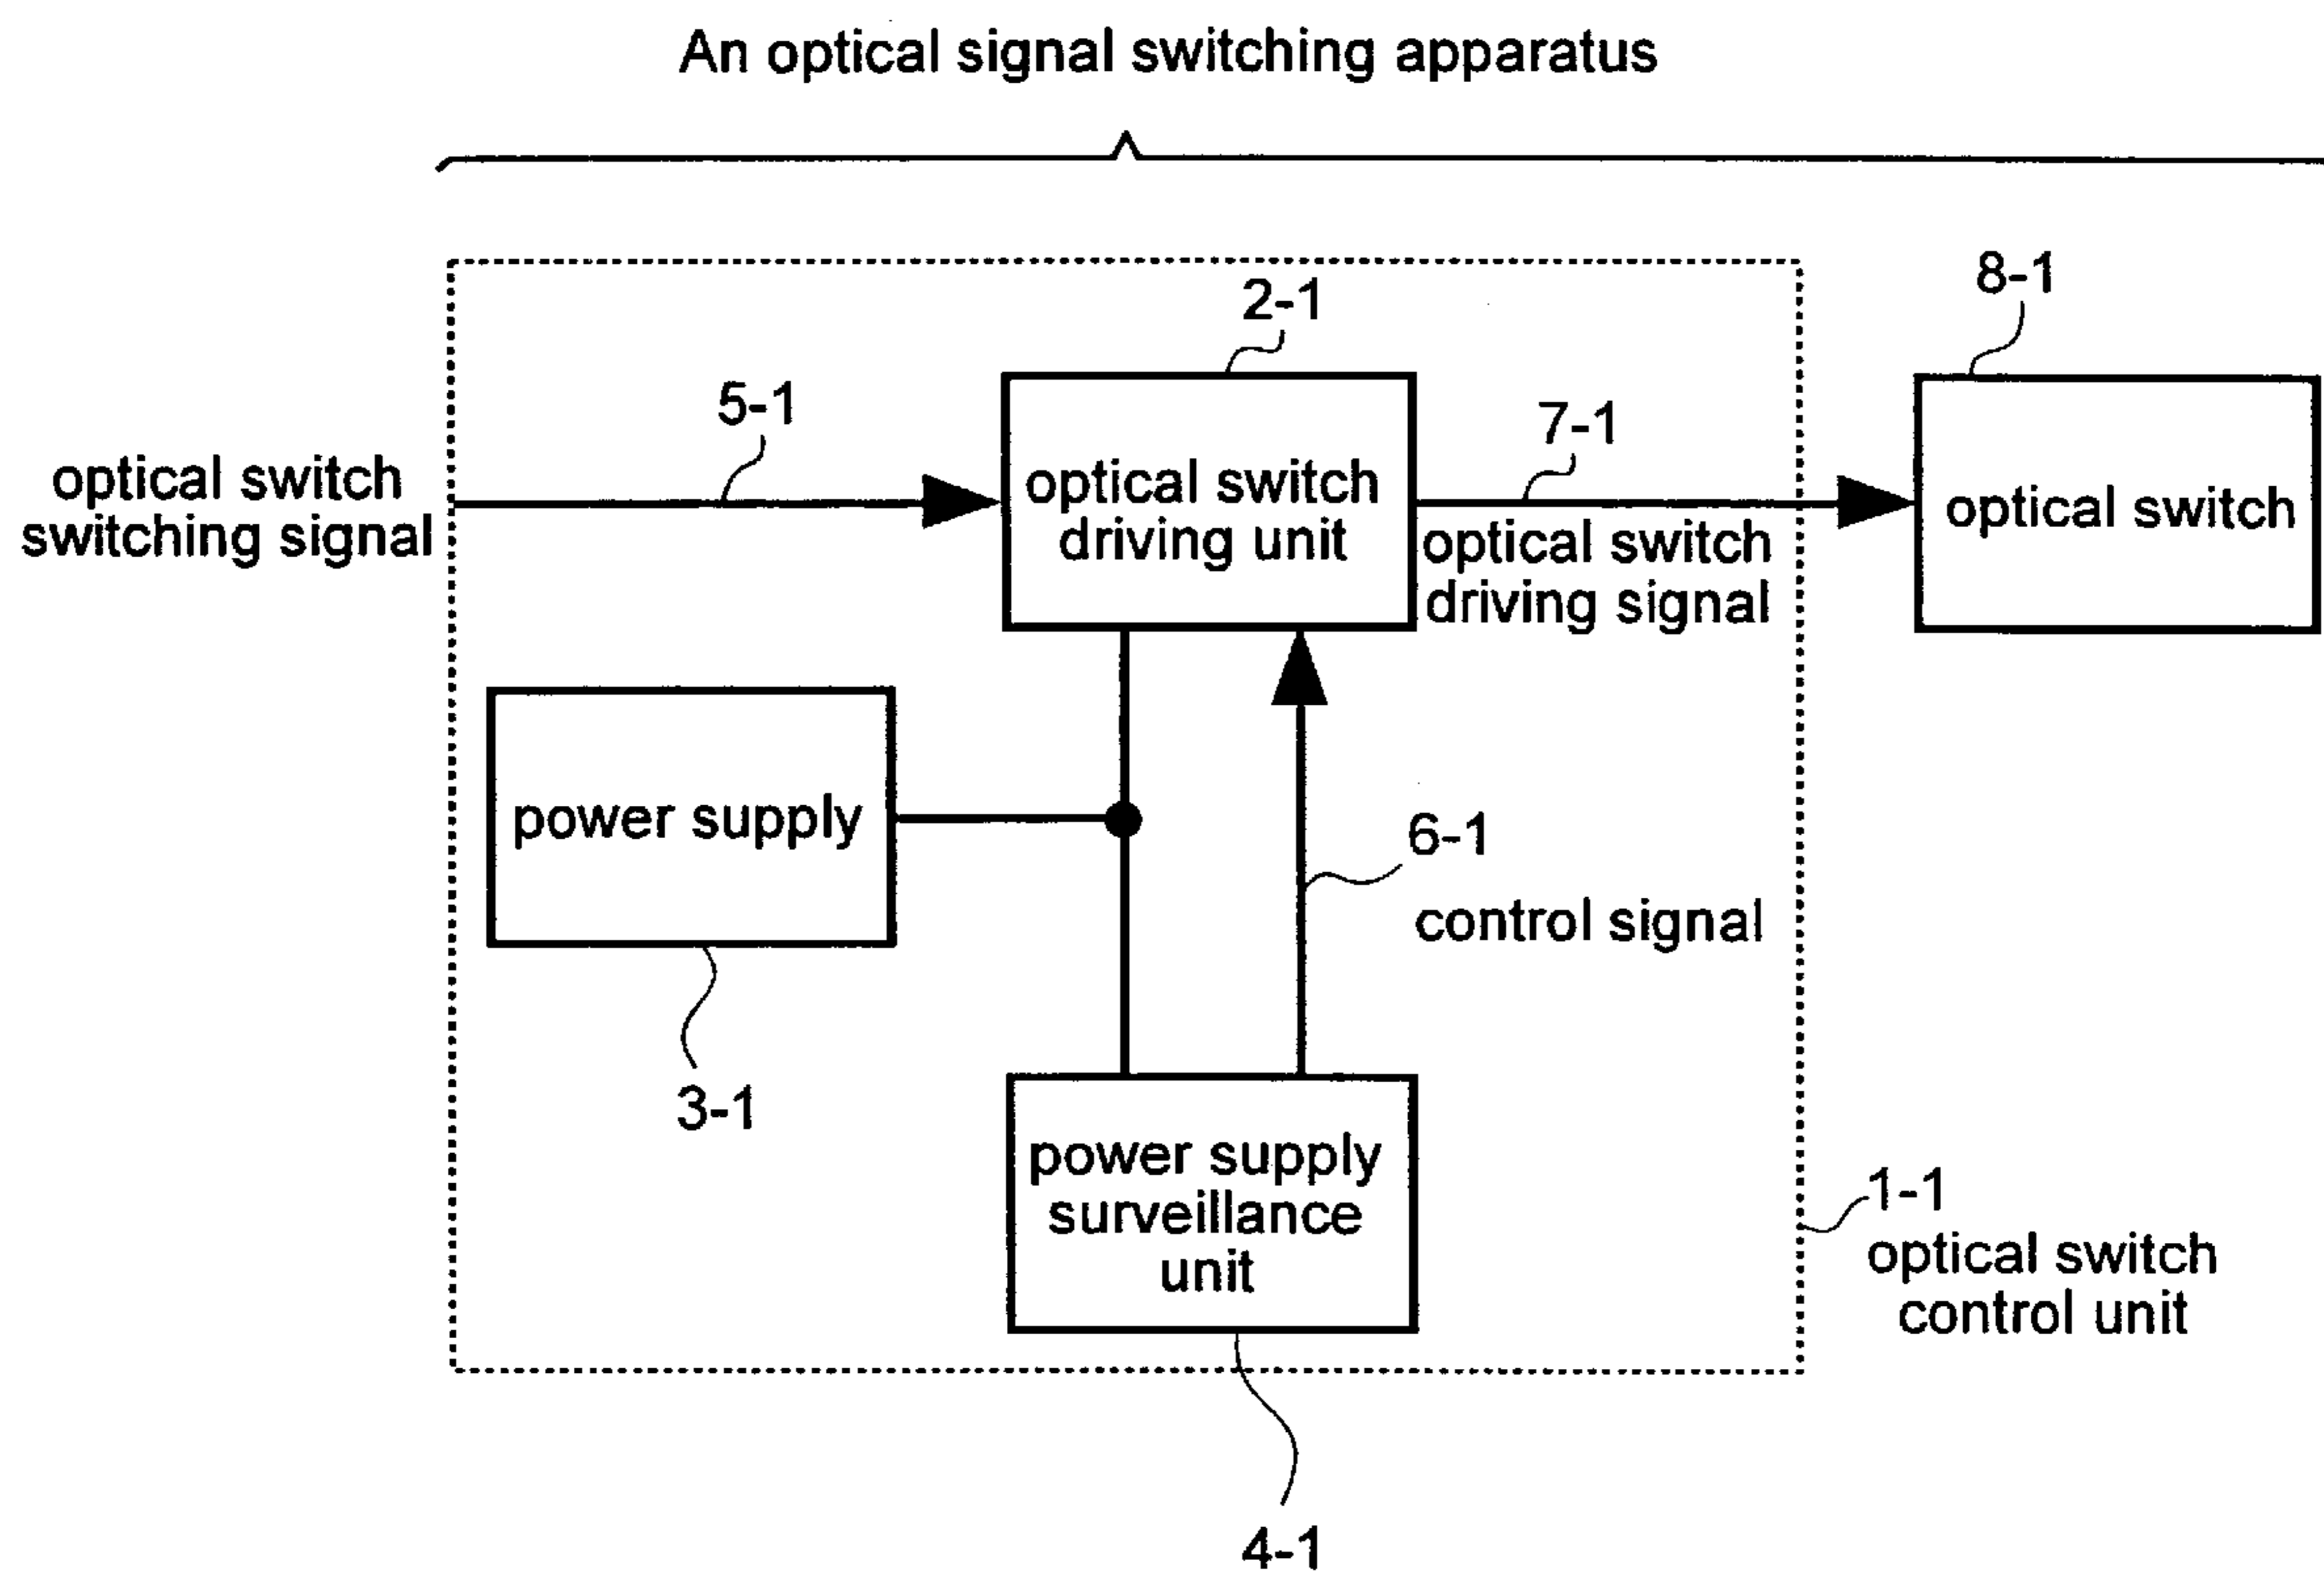 An optical signal switching apparatus
8-1
2-1
5-1
7-1
optical switch
switching signal
optical switch
driving unit
optical switch
driving signal
optical switch
power supply
6-1
control signal
3-1
power supply
surveillance
unit
1-1
optical switch
control unit
4-1